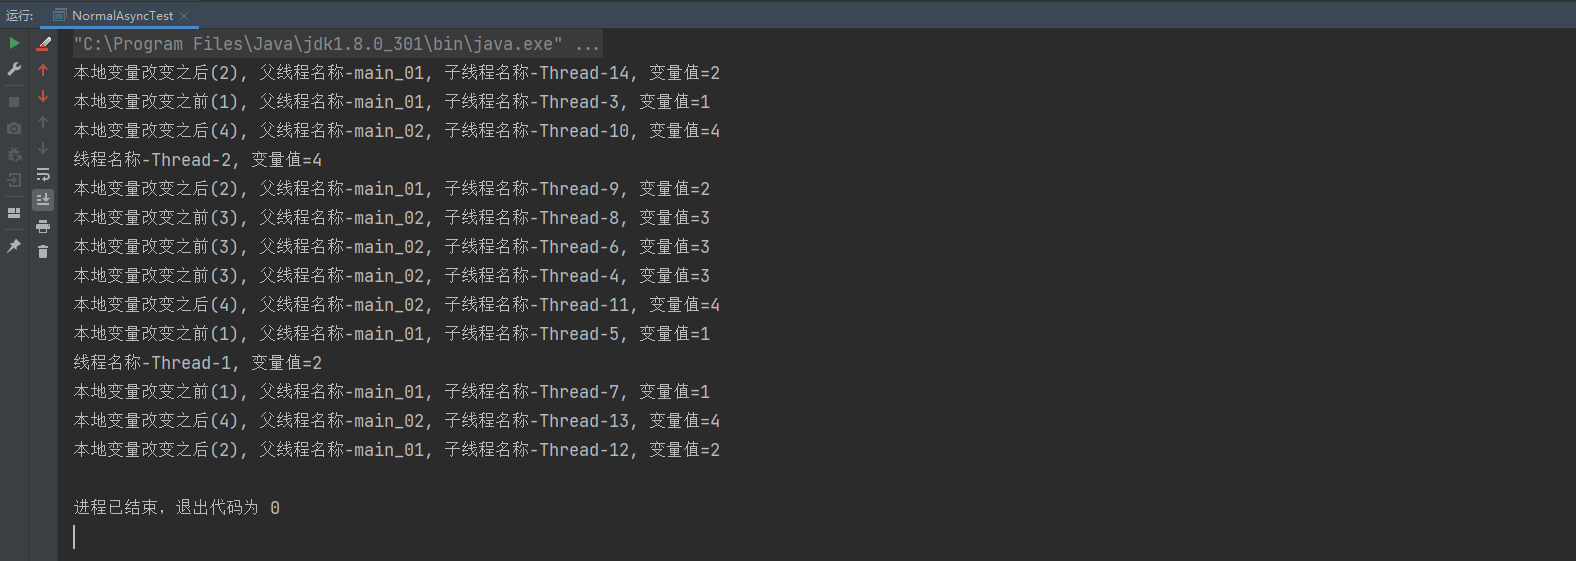 运行: NormalAsyncTest
"C:\Program Files\Java\jdk1.8.0_301\bin\java.exe" ...
本地变量改变之后(2), 父线程名称-main_01, 子线程名称-Thread-14, 变量值=2
本地变量改变之前(1), 父线程名称-main_01, 子线程名称-Thread-3, 变量值=1
本地变量改变之后(4), 父线程名称-main_02, 子线程名称-Thread-10, 变量值=4
线程名称-Thread-2, 变量值=4
本地变量改变之后(2), 父线程名称-main_01, 子线程名称-Thread-9, 变量值=2
本地变量改变之前(3), 父线程名称-main_02, 子线程名称-Thread-8, 变量值=3
本地变量改变之前(3), 父线程名称-main_02, 子线程名称-Thread-6, 变量值=3
本地变量改变之前(3), 父线程名称-main_02, 子线程名称-Thread-4, 变量值=3
本地变量改变之后(4), 父线程名称-main_02, 子线程名称-Thread-11, 变量值=4
本地变量改变之前(1), 父线程名称-main_01, 子线程名称-Thread-5, 变量值=1
线程名称-Thread-1, 变量值=2
本地变量改变之前(1), 父线程名称-main_01, 子线程名称-Thread-7, 变量值=1
本地变量改变之后(4), 父线程名称-main_02, 子线程名称-Thread-13, 变量值=4
本地变量改变之后(2), 父线程名称-main_01, 子线程名称-Thread-12, 变量值=2
进程已结束，退出代码为 0